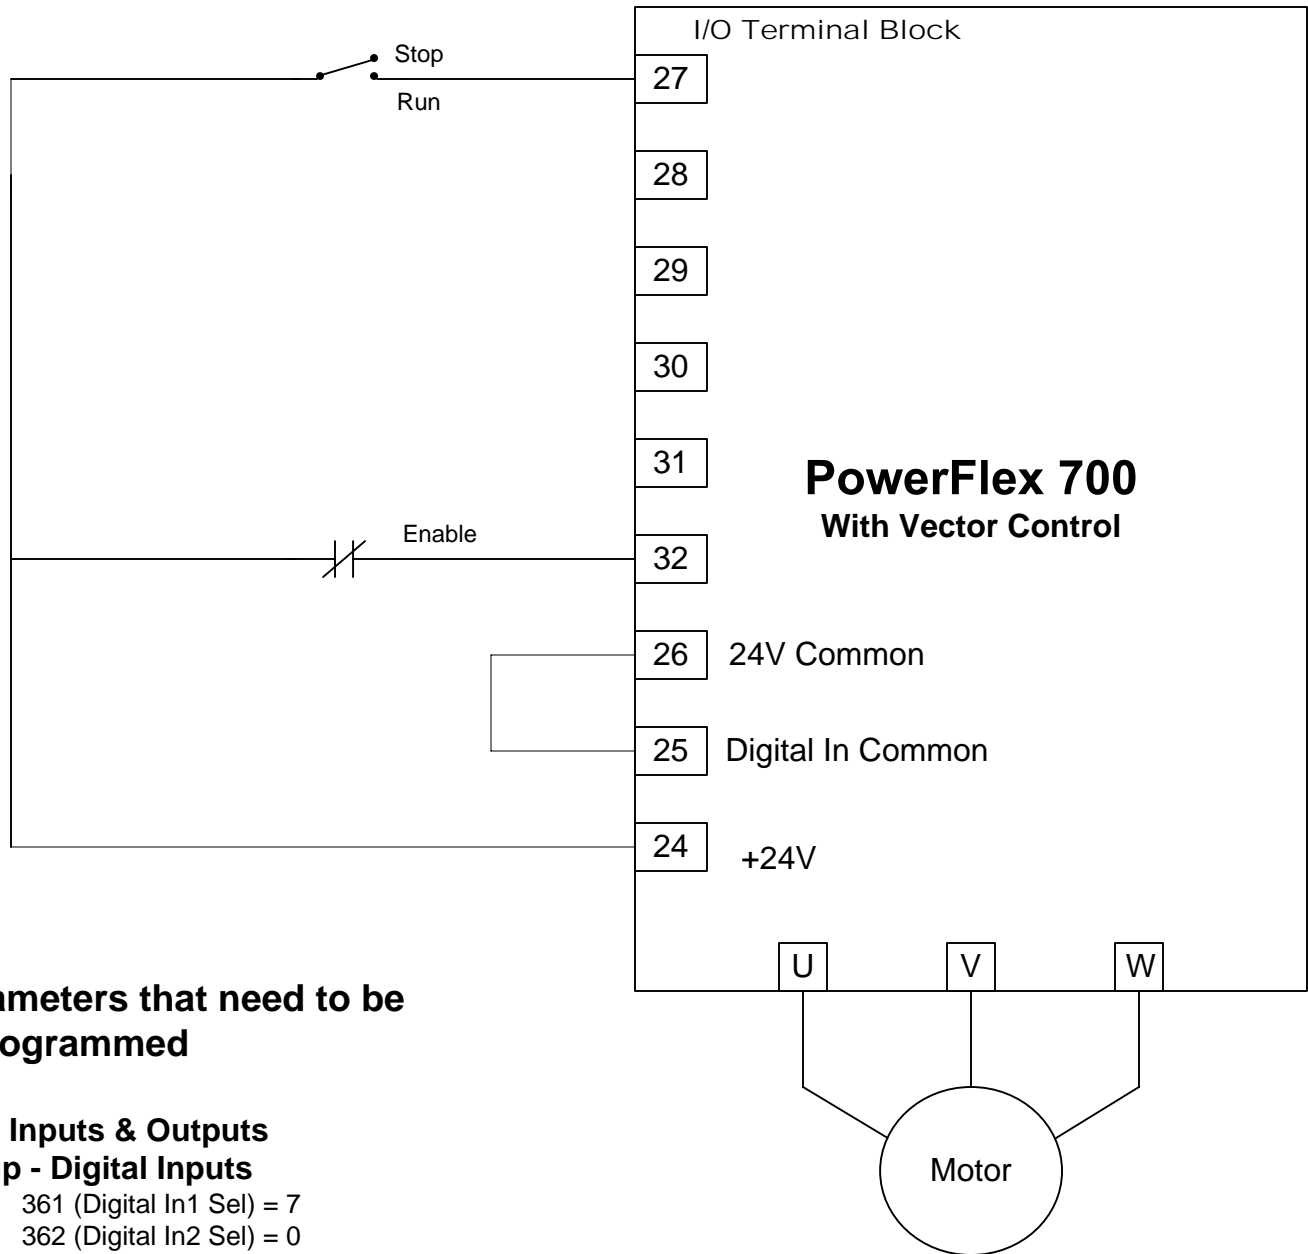 I/O Terminal Block
Stop
27
Run
28
29
30
31
PowerFlex 700
With Vector Control
Enable
32
26 24V Common
25 Digital In Common
24 +24V
U V W
ameters that need to be
ogrammed
Inputs & Outputs
p - Digital Inputs
361 (Digital In1 Sel) = 7
362 (Digital In2 Sel) = 0
Motor